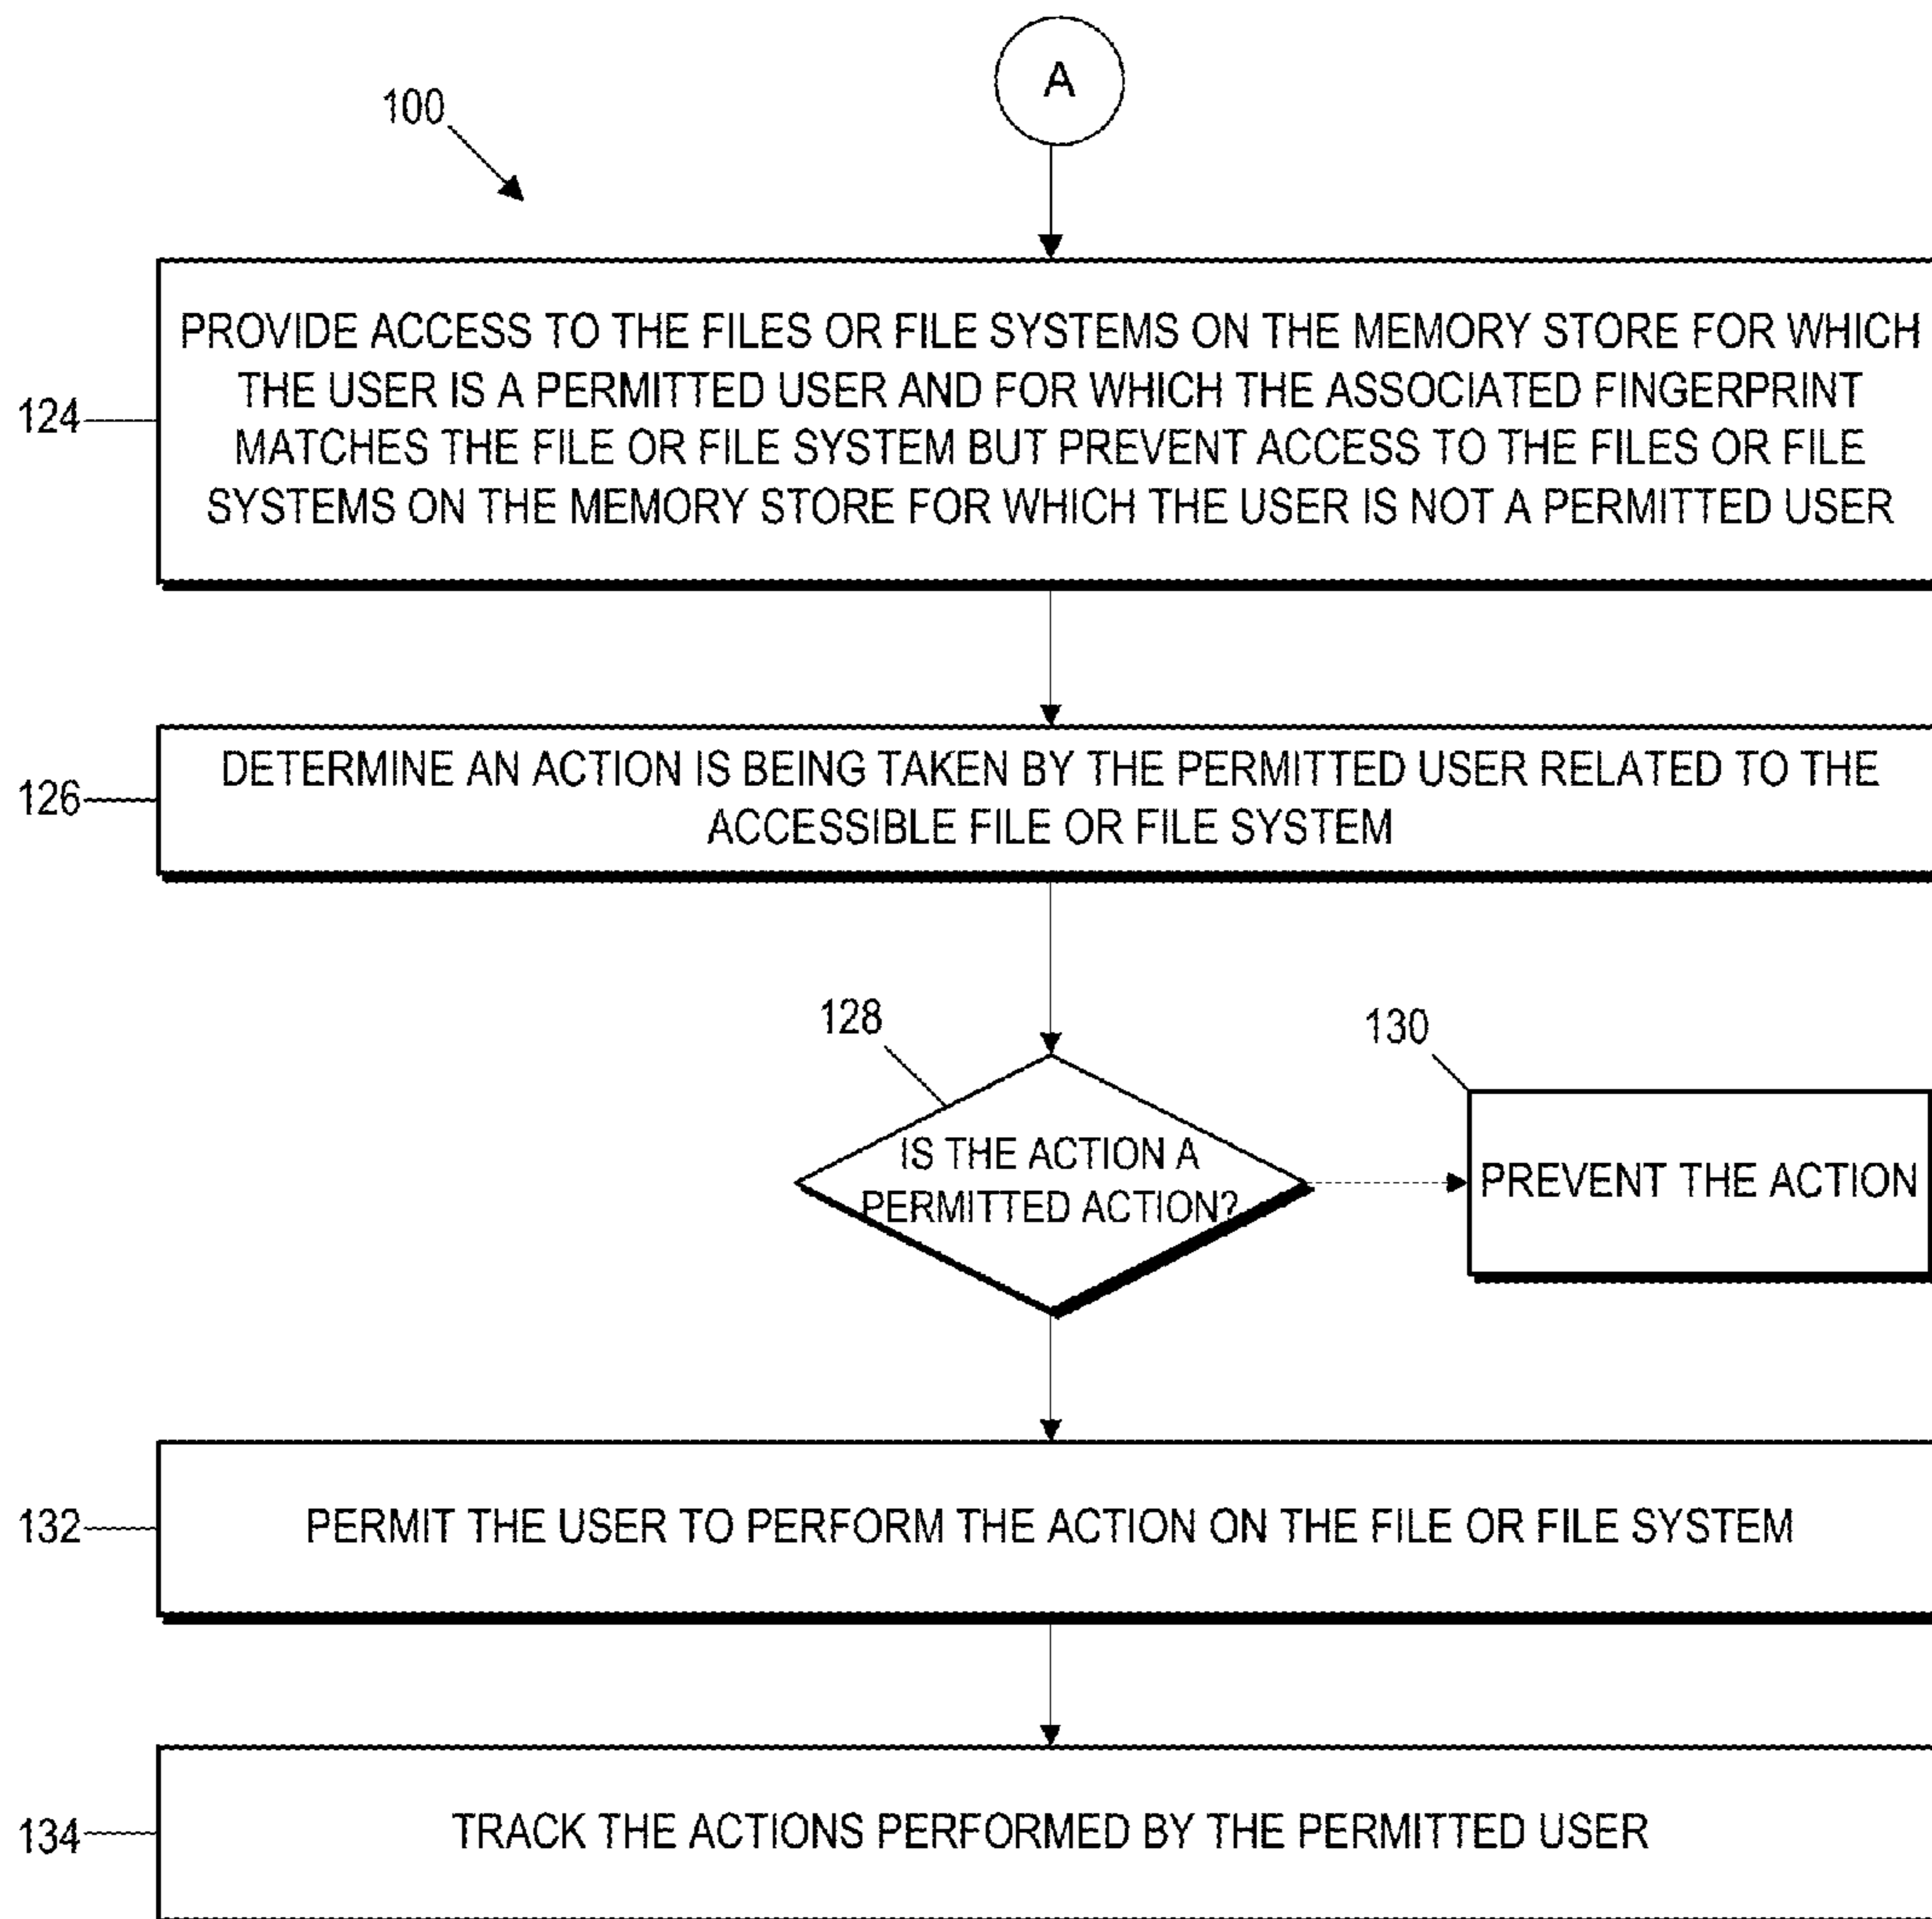 A
100
PROVIDE ACCESS TO THE FILES OR FILE SYSTEMS ON THE MEMORY STORE FOR WHICH
THE USER IS A PERMITTED USER AND FOR WHICH THE ASSOCIATED FINGERPRINT
MATCHES THE FILE OR FILE SYSTEM BUT PREVENT ACCESS TO THE FILES OR FILE
SYSTEMS ON THE MEMORY STORE FOR WHICH THE USER IS NOT A PERMITTED USER
124
DETERMINE AN ACTION IS BEING TAKEN BY THE PERMITTED USER RELATED TO THE
ACCESSIBLE FILE OR FILE SYSTEM
126
128
IS THE ACTION A
PERMITTED ACTION?
130
PREVENT THE ACTION
132
PERMIT THE USER TO PERFORM THE ACTION ON THE FILE OR FILE SYSTEM
134
TRACK THE ACTIONS PERFORMED BY THE PERMITTED USER